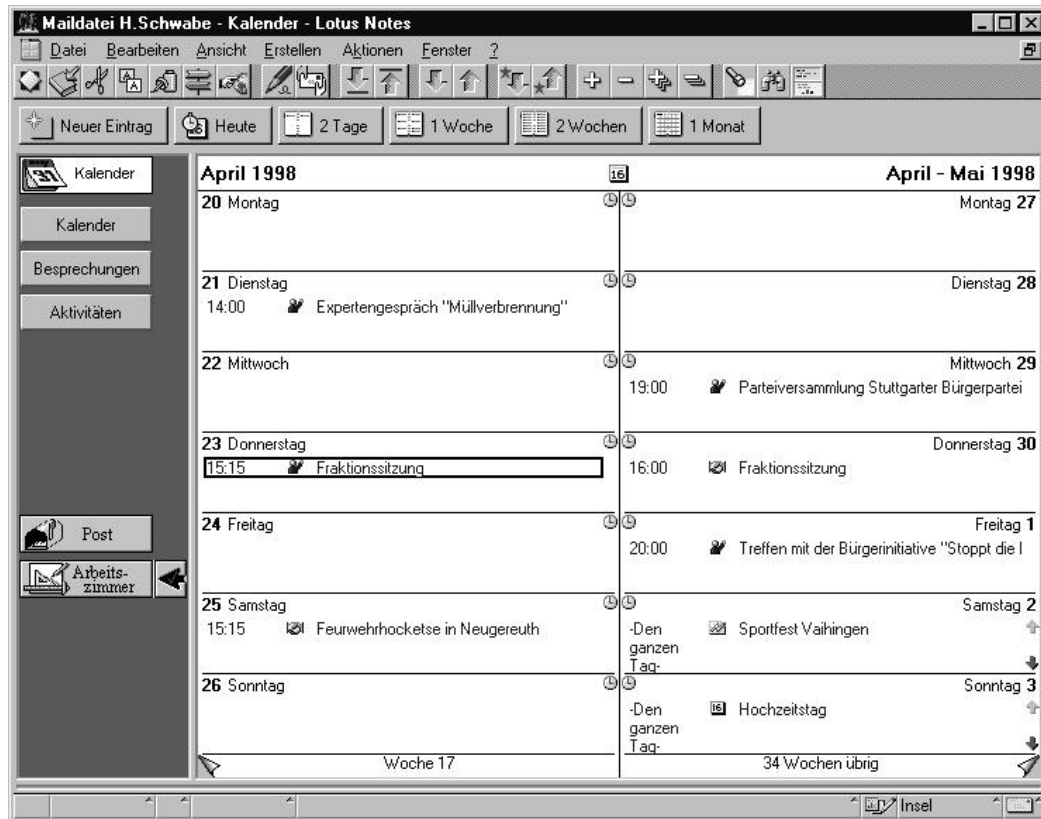 Maildatei H.Schwabe - Kalender - Lotus Notes
Datei Bearbeiten Ansicht Erstellen Aktionen Fenster ?
Neuer Eintrag Heute 2 Tage 1 Woche 2 Wochen 1 Monat
Kalender
Kalender
Besprechungen
Aktivitäten
Post
Arbeits-
zimmer
April 1998 16 April - Mai 1998
20 Montag
21 Dienstag
14:00 Expertengespräch "Müllverbrennung"
22 Mittwoch
23 Donnerstag
15:15 Fraktionssitzung
24 Freitag
25 Samstag
15:15 Feurwehrhocketse in Neugereuth
26 Sonntag
Woche 17
Montag 27
Dienstag 28
Mittwoch 29
19:00 Parteiversammlung Stuttgarter Bürgerpartei
Donnerstag 30
16:00 Fraktionssitzung
Freitag 1
20:00 Treffen mit der Bürgerinitiative "Stoppt die I
Samstag 2
-Den Sportfest Vaihingen
ganzen
Tag-
Sonntag 3
-Den 16 Hochzeitstag
ganzen
Tag-
34 Wochen übrig
Insel